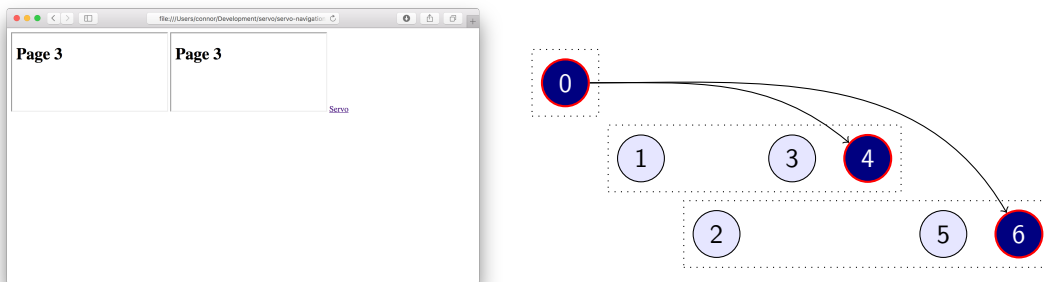 file:///Users/connor/Development/servo/servo-navigation
Page 3 Page 3
Servo
0
1 3 4
2 5 6